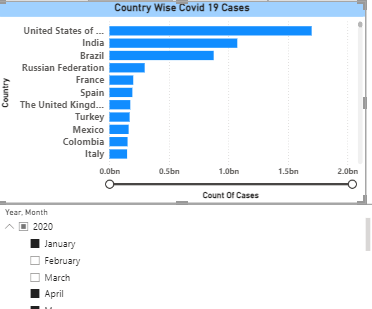 Country Wise Covid 19 Cases
United States of ...
India
Brazil
Russian Federation
France
Spain
The United Kingd...
Turkey
Mexico
Colombia
Italy
Country
0.0bn 0.5bn 1.0bn 1.5bn 2.0bn
Count Of Cases
Year, Month
2020
January
February
March
April